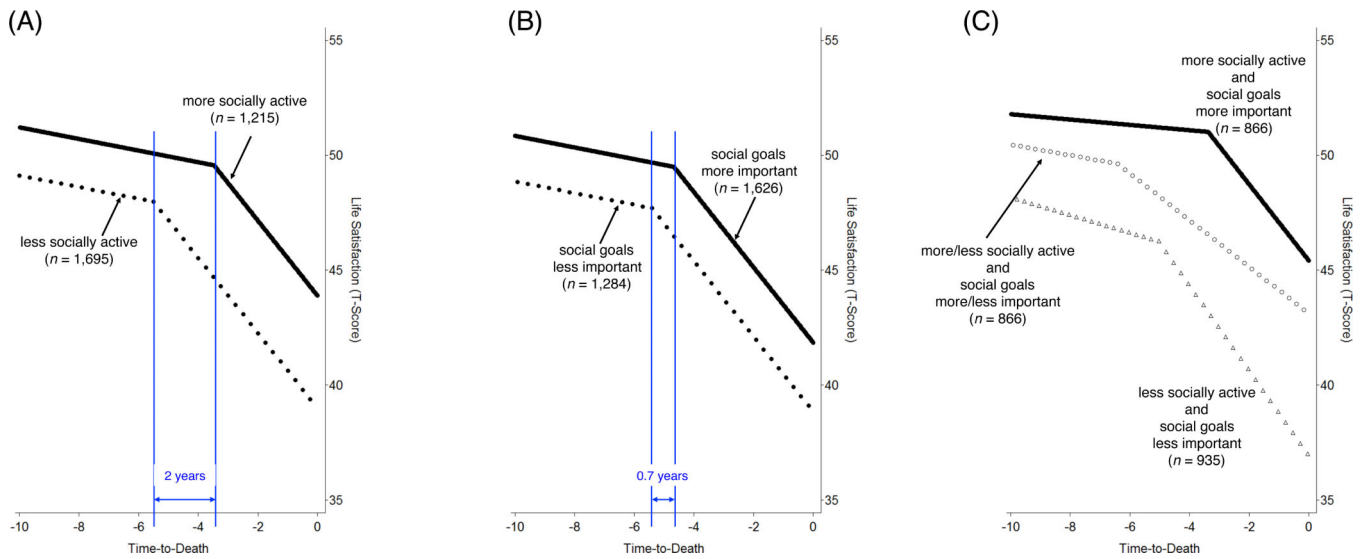 (A)
55
50
45
40
35
Life Satisfaction (T-Score)
more socially active
(n = 1,215)
less socially active
(n = 1,695)
2 years
-10 -8 -6 -4 -2 0
Time-to-Death
(B)
55
50
45
40
35
Life Satisfaction (T-Score)
social goals
more important
(n = 1,626)
social goals
less important
(n = 1,284)
0.7 years
-10 -8 -6 -4 -2 0
Time-to-Death
(C)
55
50
45
40
35
Life Satisfaction (T-Score)
more socially active
and
social goals
more important
(n = 866)
more/less socially active
and
social goals
more/less important
(n = 866)
less socially active
and
social goals
less important
(n = 935)
-10 -8 -6 -4 -2 0
Time-to-Death